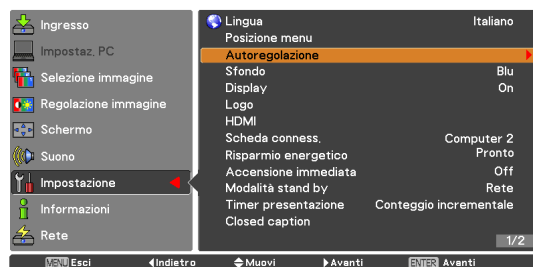 Ingresso
Impostaz. PC
Selezione immagine
Regolazione immagine
Schermo
Suono
Impostazione
Informazioni
Rete
Lingua Italiano
Posizione menu
Autoregolazione
Sfondo Blu
Display On
Logo
HDMI
Scheda conness. Computer 2
Risparmio energetico Pronto
Accensione immediata Off
Modalità stand by Rete
Timer presentazione Conteggio incrementale
Closed caption
1/2
MENU Esci Indietro Muovi Avanti ENTER Avanti